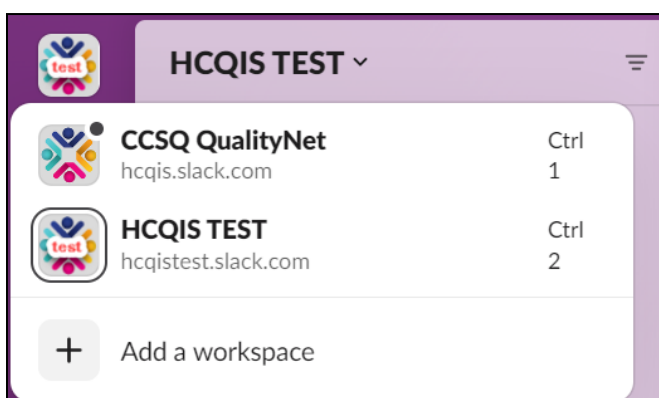 test
HCQIS TEST
CCSQ QualityNet
Ctrl
hcqis.slack.com
1
test
HCQIS TEST
Ctrl
hcqistest.slack.com
2
+ Add a workspace